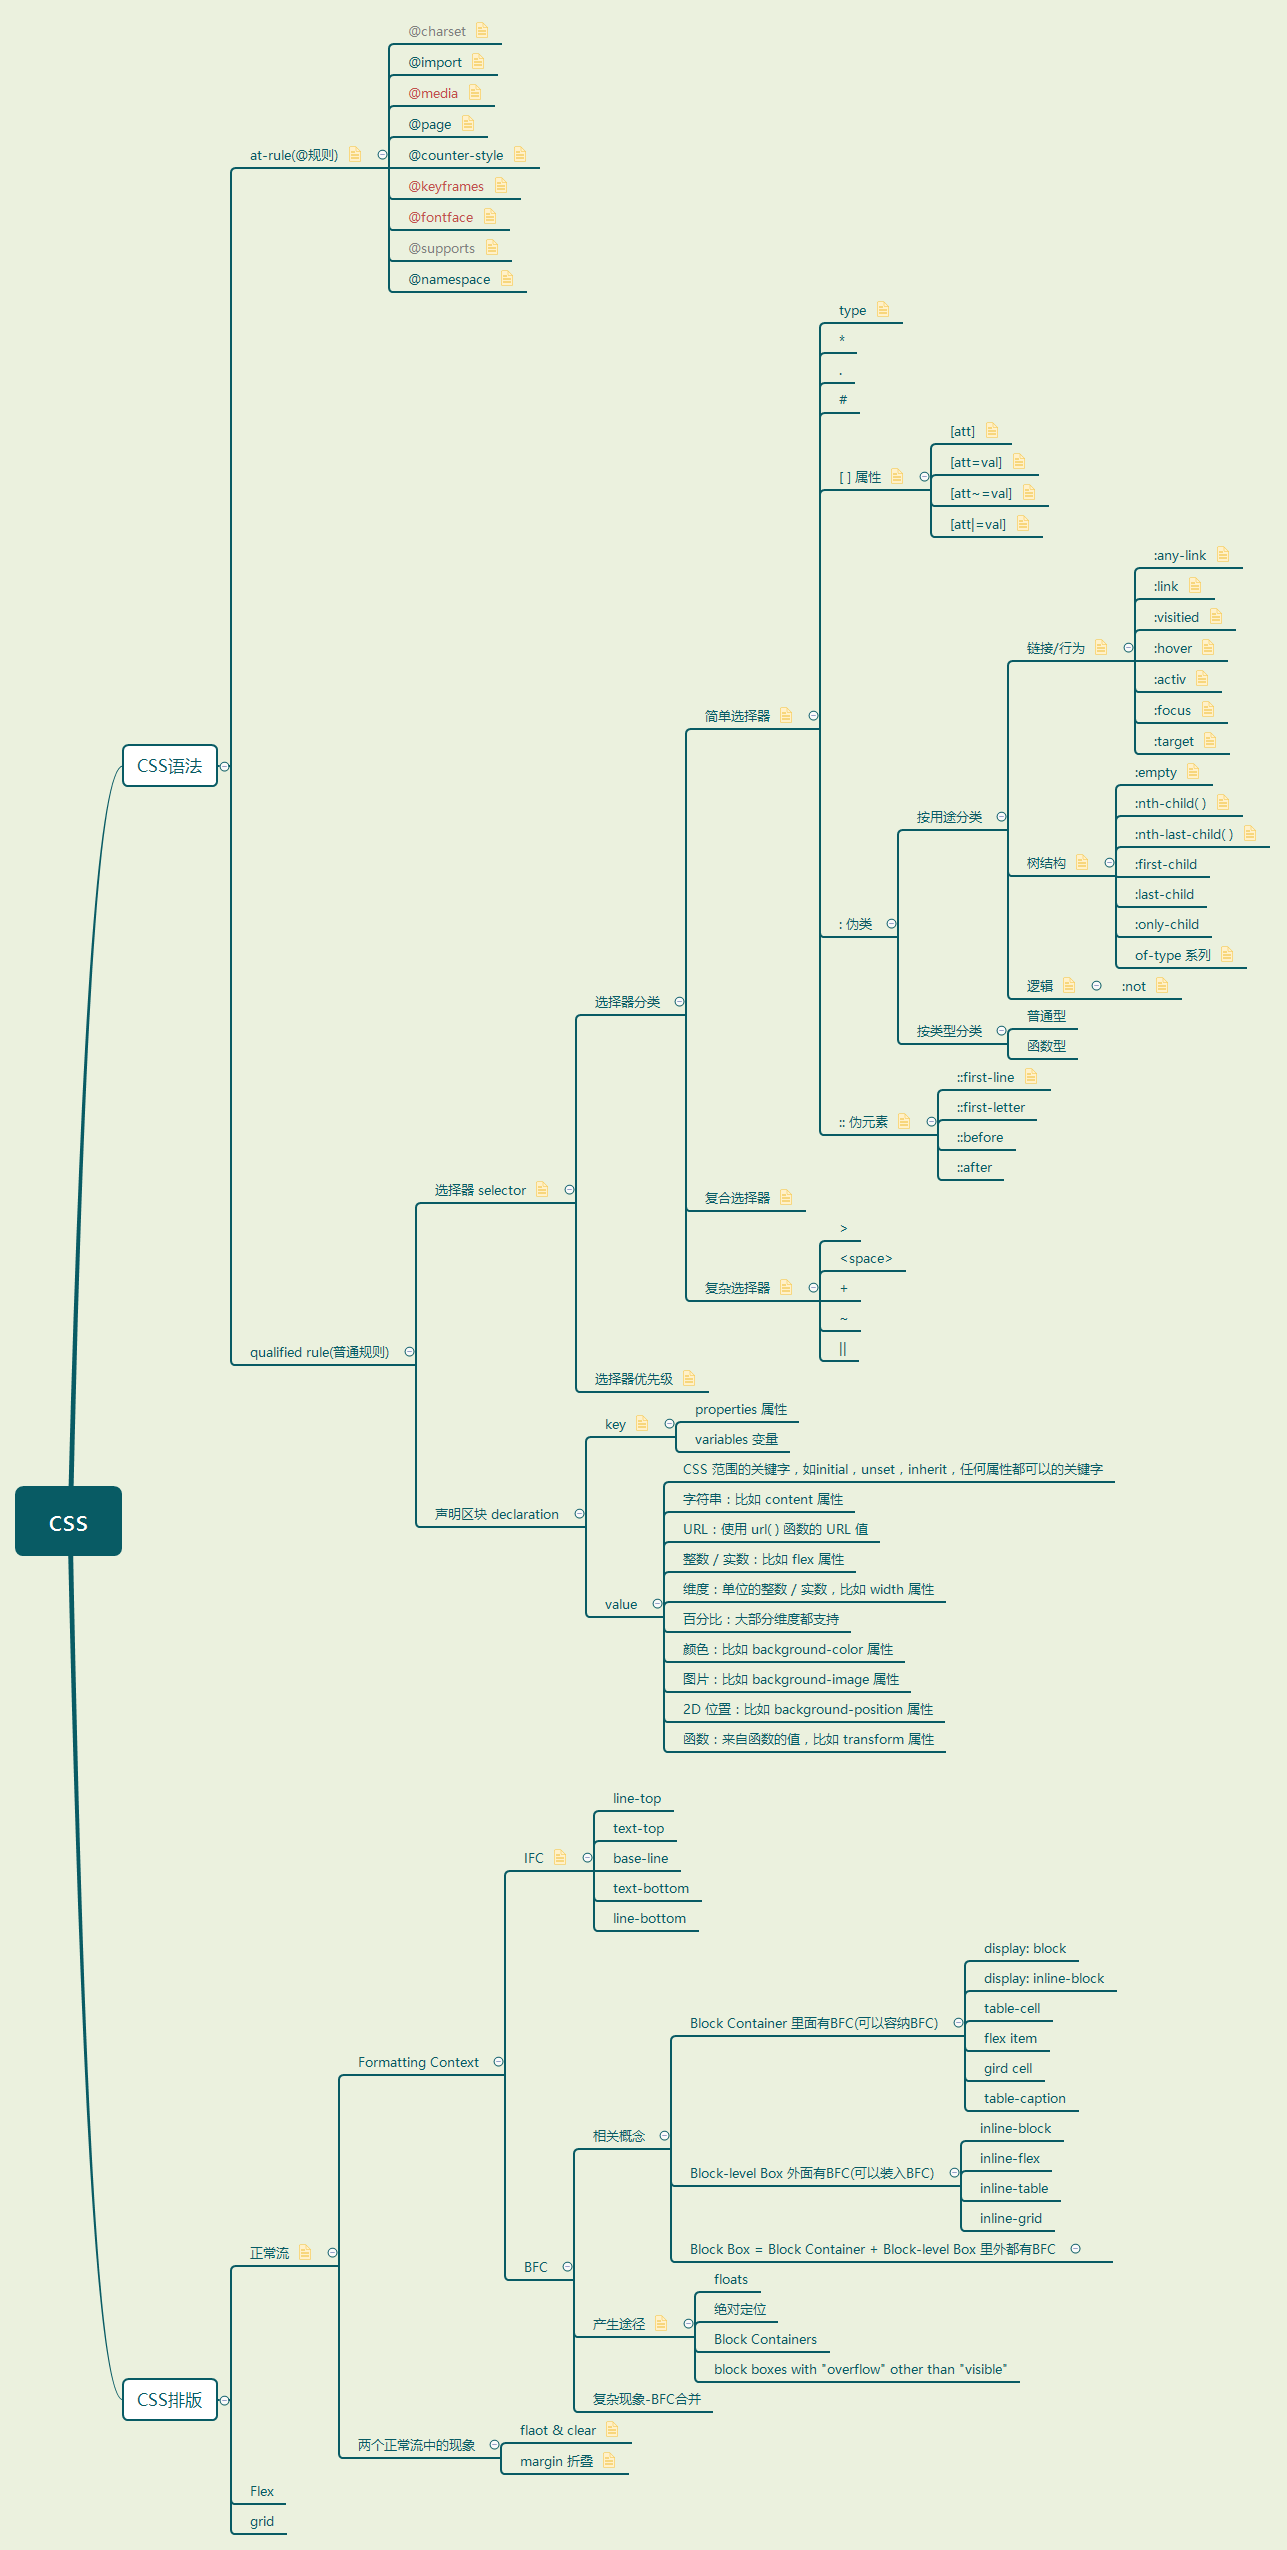 CSS
CSS语法
at-rule(@规则)
@charset
@import
@media
@page
@counter-style
@keyframes
@fontface
@supports
@namespace
qualified rule(普通规则)
选择器 selector
选择器分类
简单选择器
type
*
.
#
[ ] 属性
[att]
[att=val]
[att~=val]
[att|=val]
: 伪类
按用途分类
链接/行为
:any-link
:link
:visitied
:hover
:activ
:focus
:target
树结构
:empty
:nth-child( )
:nth-last-child( )
:first-child
:last-child
:only-child
of-type 系列
逻辑
:not
按类型分类
普通型
函数型
:: 伪元素
::first-line
::first-letter
::before
::after
复合选择器
复杂选择器
>
<space>
+
~
||
选择器优先级
声明区块 declaration
key
properties 属性
variables 变量
value
CSS 范围的关键字，如initial，unset，inherit，任何属性都可以的关键字
字符串：比如 content 属性
URL：使用 url( ) 函数的 URL 值
整数 / 实数：比如 flex 属性
维度：单位的整数 / 实数，比如 width 属性
百分比：大部分维度都支持
颜色：比如 background-color 属性
图片：比如 background-image 属性
2D 位置：比如 background-position 属性
函数：来自函数的值，比如 transform 属性
CSS排版
正常流
Formatting Context
IFC
line-top
text-top
base-line
text-bottom
line-bottom
BFC
相关概念
Block Container 里面有BFC(可以容纳BFC)
display: block
display: inline-block
table-cell
flex item
gird cell
table-caption
Block-level Box 外面有BFC(可以装入BFC)
inline-block
inline-flex
inline-table
inline-grid
Block Box = Block Container + Block-level Box 里外都有BFC
产生途径
floats
绝对定位
Block Containers
block boxes with "overflow" other than "visible"
复杂现象-BFC合并
两个正常流中的现象
flaot & clear
margin 折叠
Flex
grid